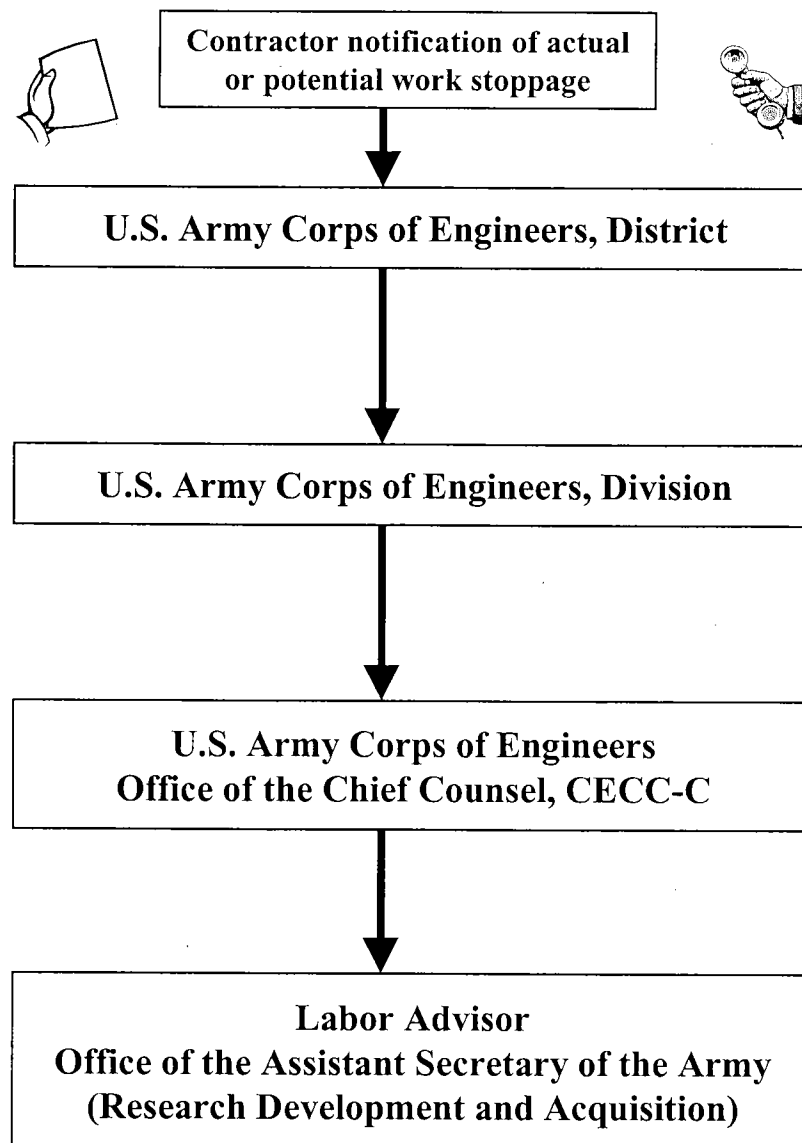 Contractor notification of actual
or potential work stoppage
U.S. Army Corps of Engineers, District
U.S. Army Corps of Engineers, Division
U.S. Army Corps of Engineers
Office of the Chief Counsel, CECC-C
Labor Advisor
Office of the Assistant Secretary of the Army
(Research Development and Acquisition)